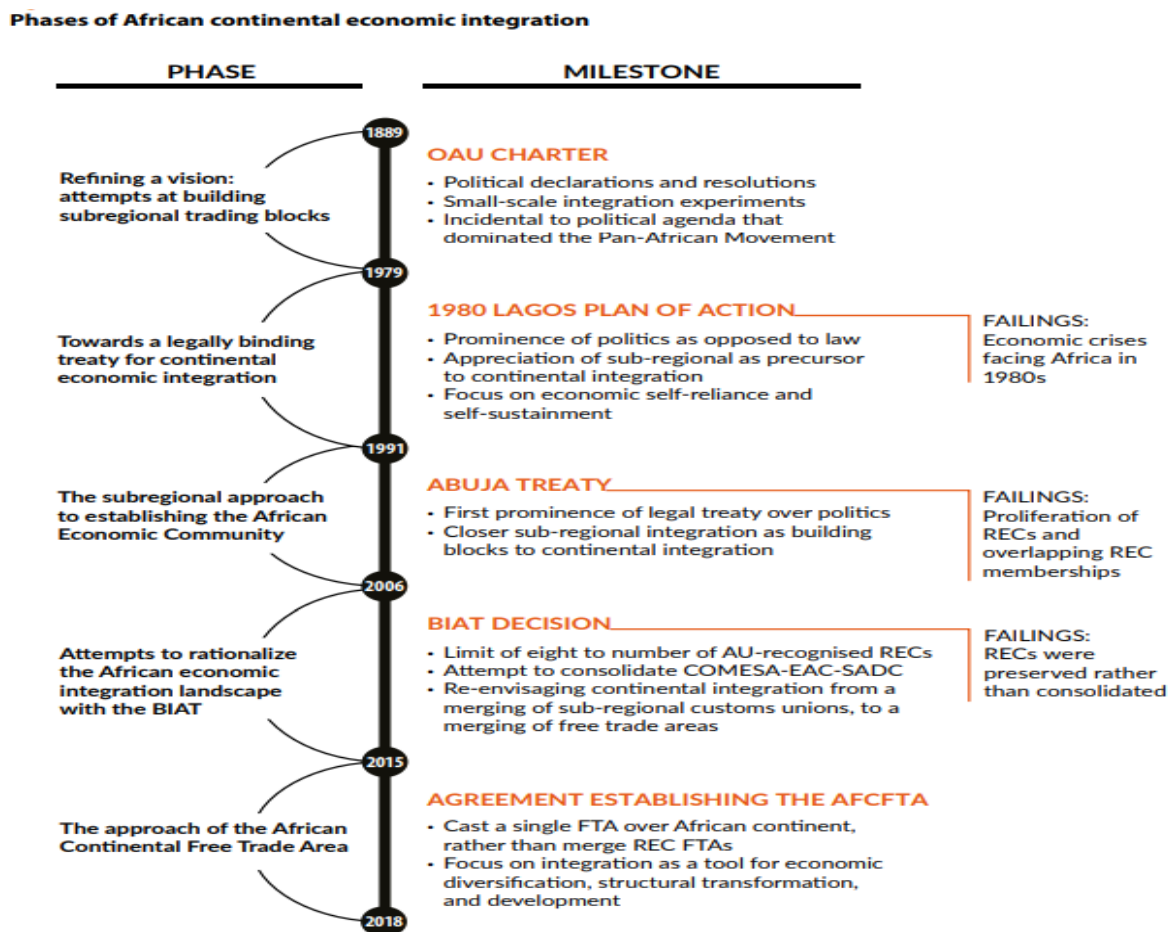 Phases of African continental economic integration
PHASE
MILESTONE
1889
Refining a vision:
attempts at building
subregional trading blocks
OAU CHARTER
• Political declarations and resolutions
• Small-scale integration experiments
• Incidental to political agenda that
dominated the Pan-African Movement
1979
Towards a legally binding
treaty for continental
economic integration
1980 LAGOS PLAN OF ACTION
• Prominence of politics as opposed to law
• Appreciation of sub-regional as precursor
to continental integration
• Focus on economic self-reliance and
self-sustainment
FAILINGS:
Economic crises
facing Africa in
1980s
1991
The subregional approach
to establishing the African
Economic Community
ABUJA TREATY
• First prominence of legal treaty over politics
• Closer sub-regional integration as building
blocks to continental integration
FAILINGS:
Proliferation of
RECs and
overlapping REC
memberships
2006
Attempts to rationalize
the African economic
integration landscape
with the BIAT
BIAT DECISION
• Limit of eight to number of AU-recognised RECs
• Attempt to consolidate COMESA-EAC-SADC
• Re-envisaging continental integration from a
merging of sub-regional customs unions, to a
merging of free trade areas
FAILINGS:
RECs were
preserved rather
than consolidated
2015
The approach of the African
Continental Free Trade Area
AGREEMENT ESTABLISHING THE AFCFTA
• Cast a single FTA over African continent,
rather than merge REC FTAs
• Focus on integration as a tool for economic
diversification, structural transformation,
and development
2018